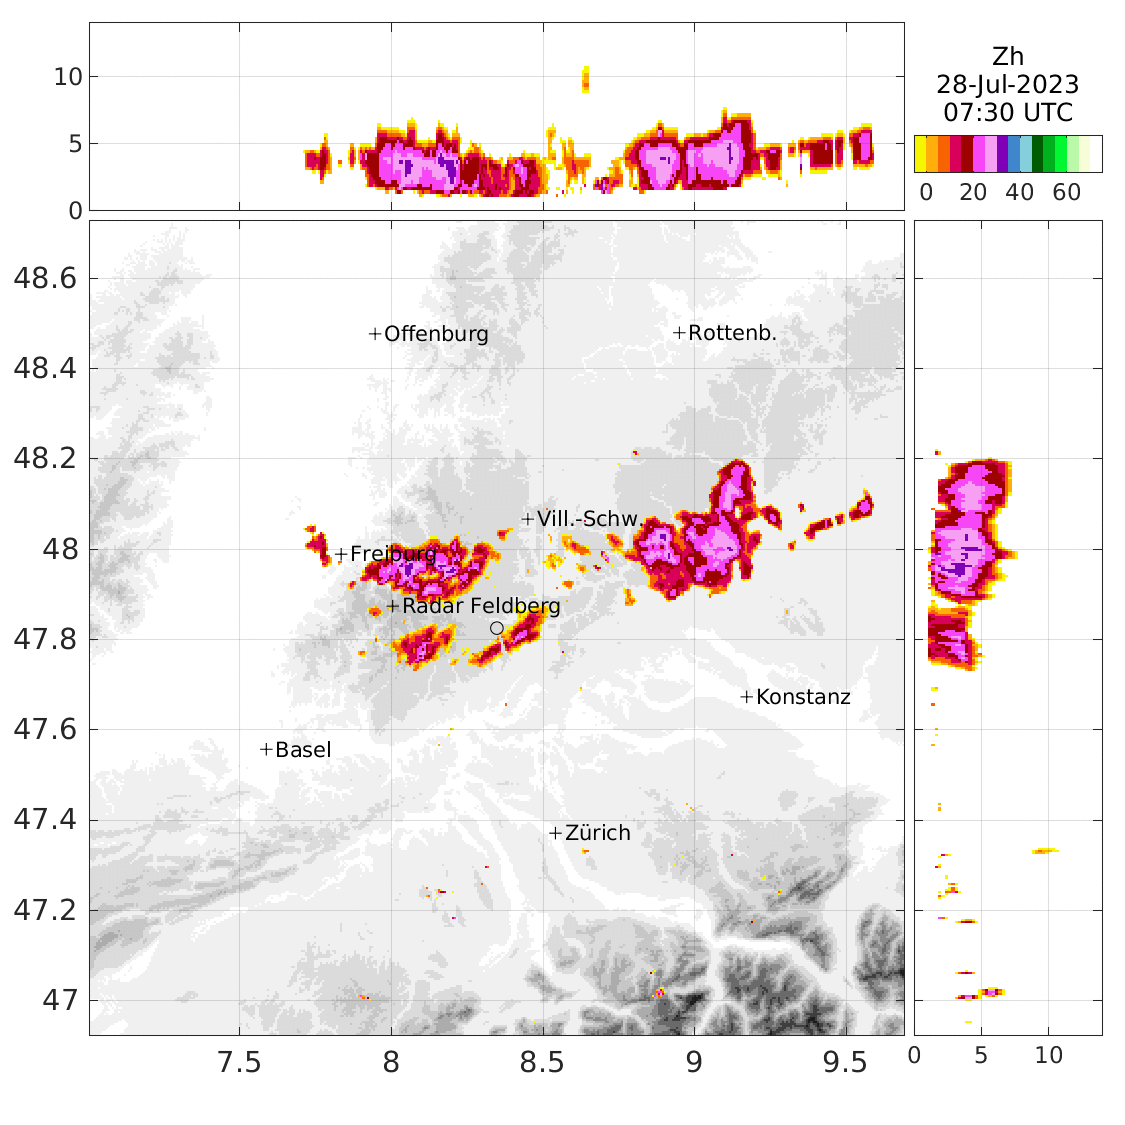 10
5
0
Zh
28-Jul-2023
07:30 UTC
0 20 40 60
48.6
48.4
48.2
48
47.8
47.6
47.4
47.2
47
+Offenburg
+Rottenb.
+Vill.-Schw.
+Freiburg
+Radar Feldberg
+Konstanz
+Basel
+Zürich
7.5 8 8.5 9 9.5
0 5 10